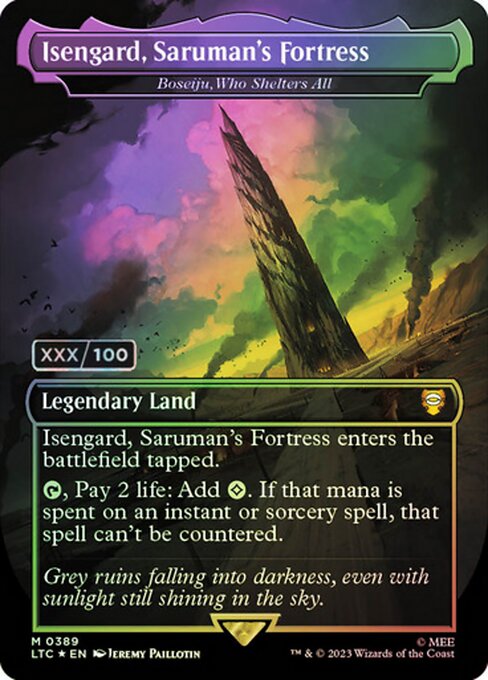 Isengard, Saruman's Fortress
Boseiju, Who Shelters All
XXX/100
Legendary Land
Isengard, Saruman's Fortress enters the
battlefield tapped.
, Pay 2 life: Add . If that mana is
spent on an instant or sorcery spell, that
spell can't be countered.
Grey ruins falling into darkness, even with
sunlight still shining in the sky.
M 0389
LTC ★ EN Jeremy Paillotin
© MEE
™ & © 2023 Wizards of the Coast